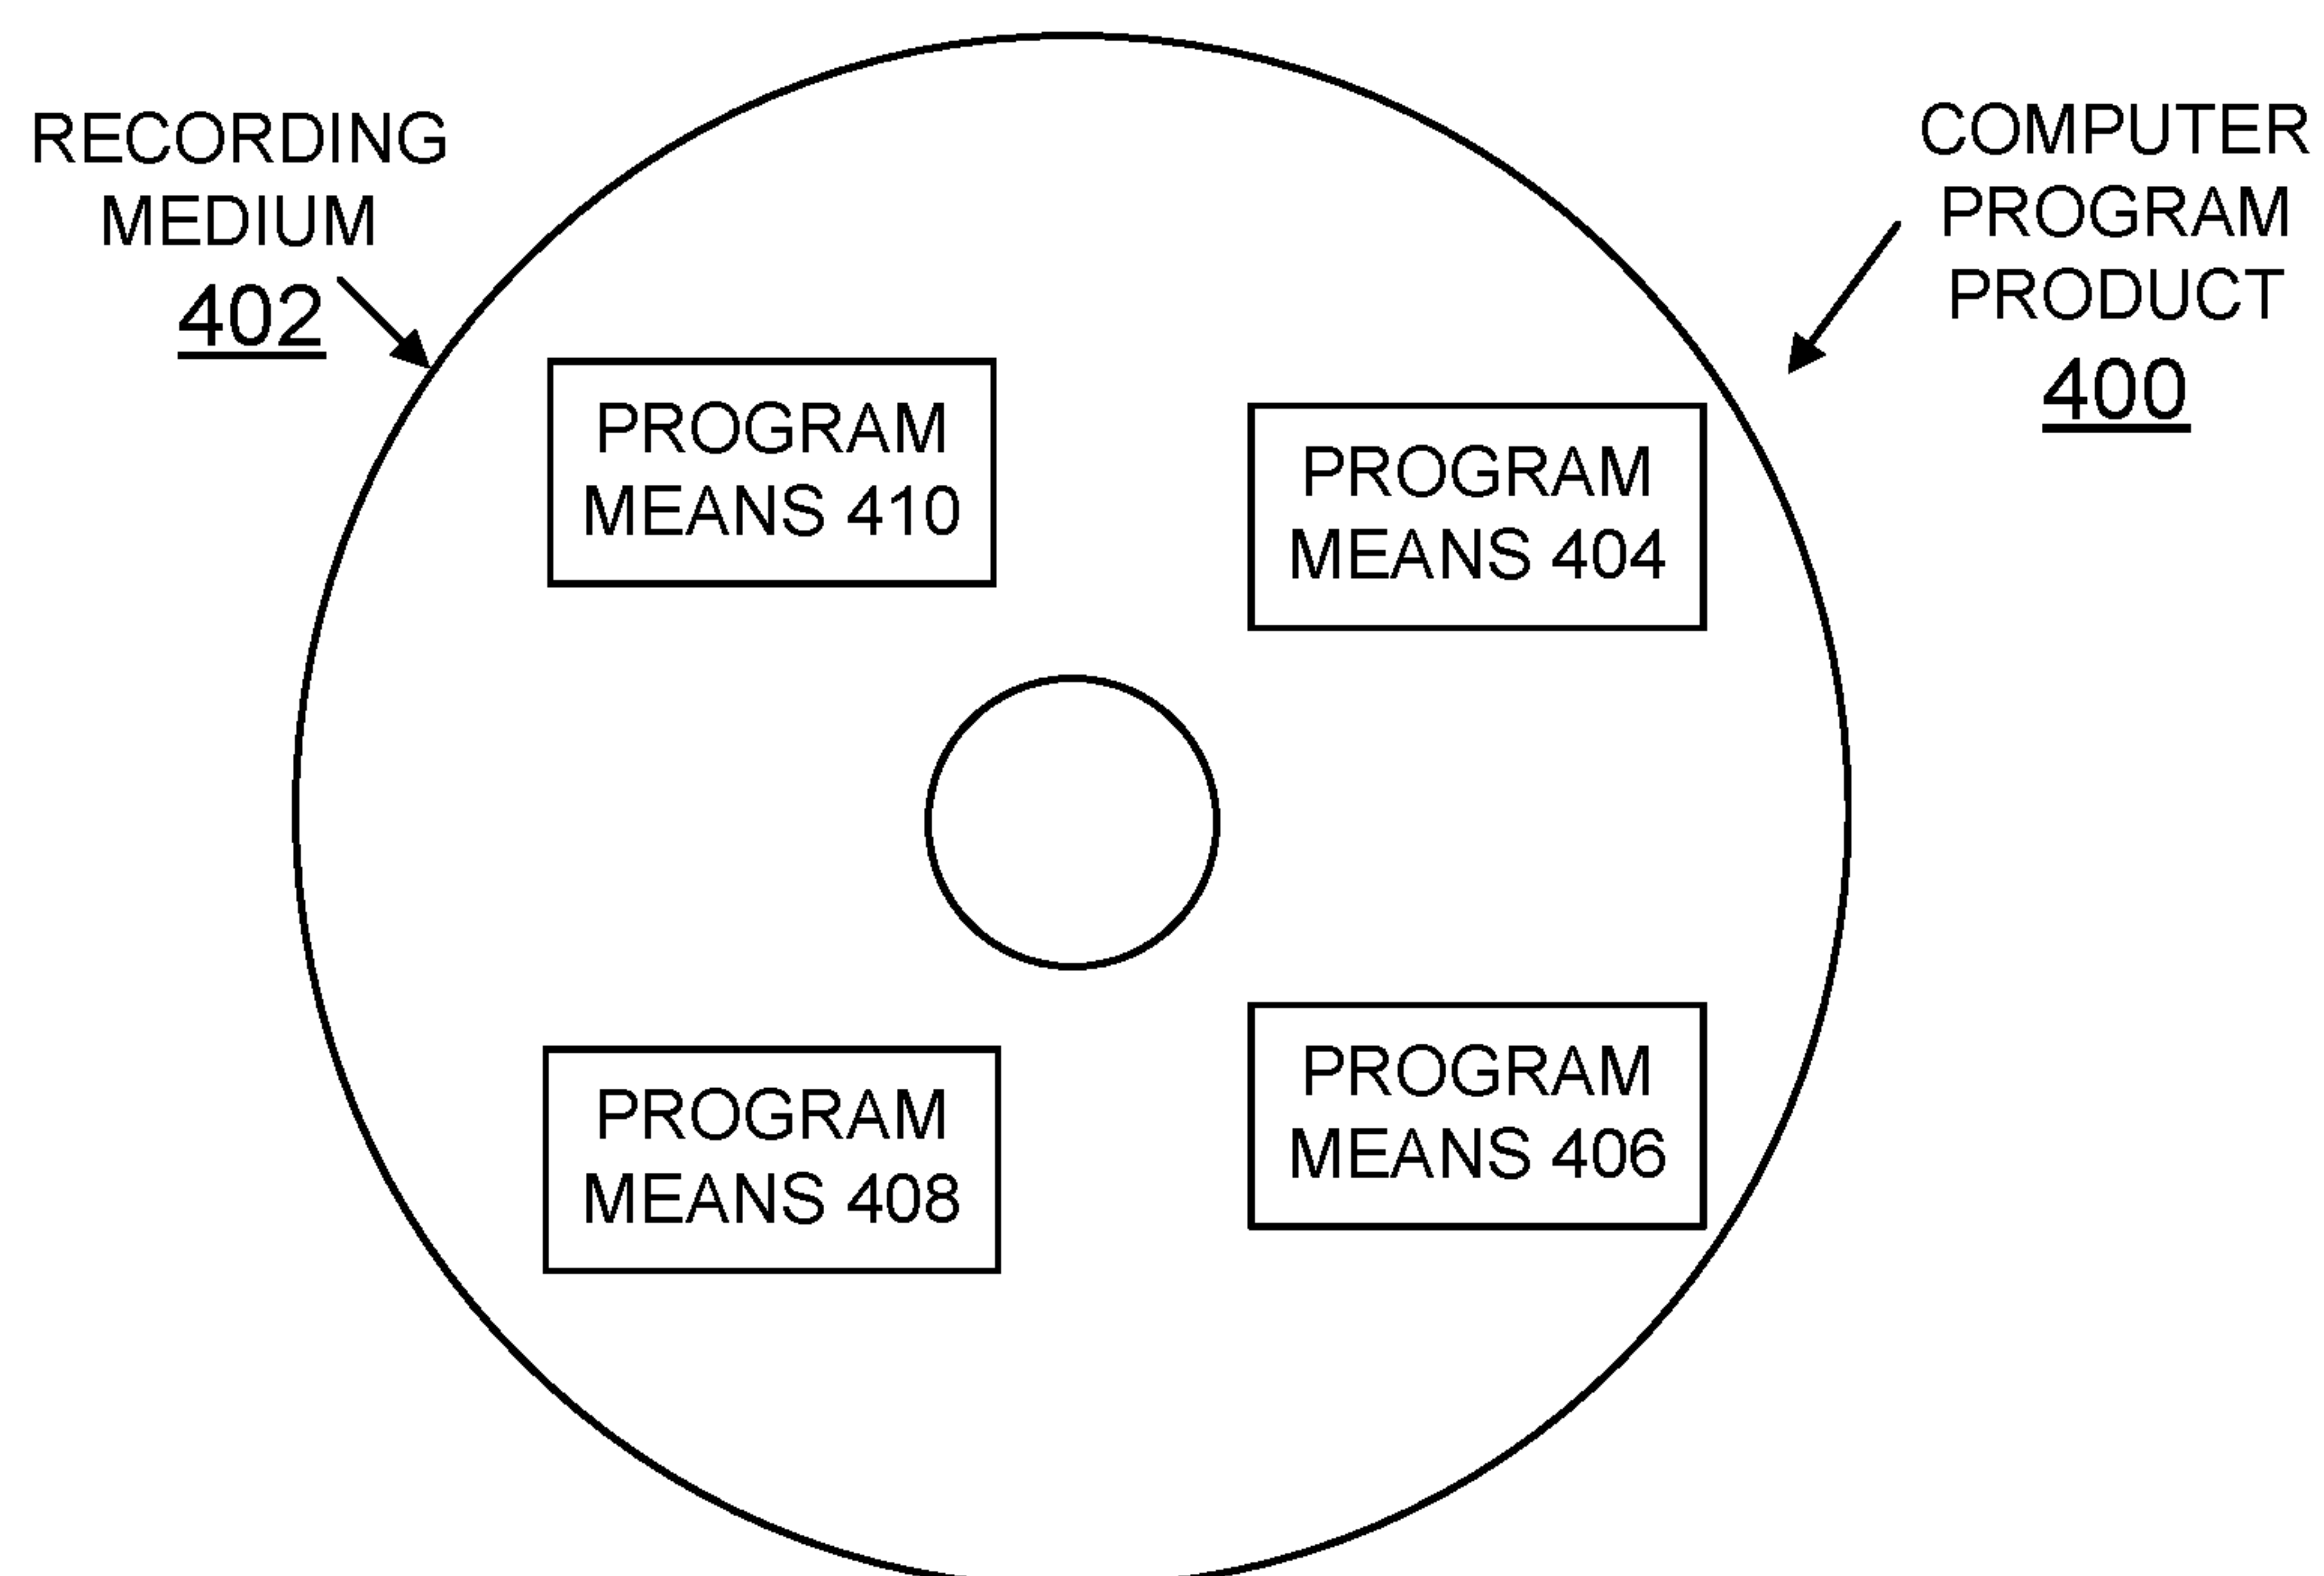 RECORDING
MEDIUM
402
COMPUTER
PROGRAM
PRODUCT
400
PROGRAM
MEANS 410
PROGRAM
MEANS 404
PROGRAM
MEANS 408
PROGRAM
MEANS 406